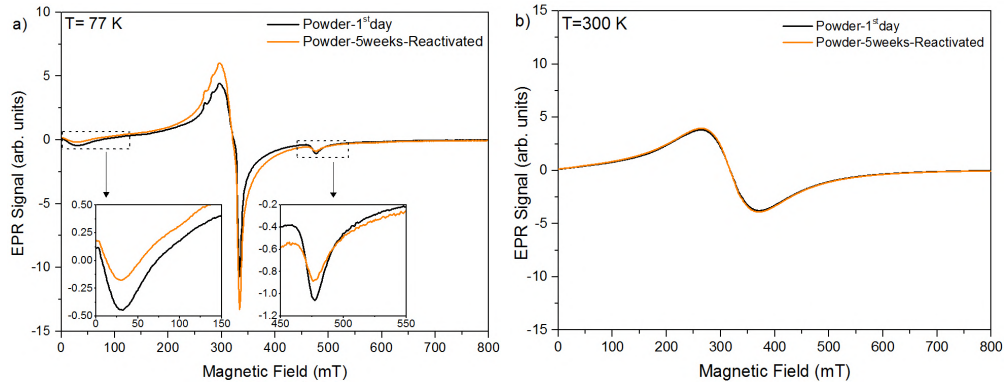 a)
T= 77 K
Powder-1st day
Powder-5weeks-Reactivated
EPR Signal (arb. units)
15
10
5
0
-5
-10
-15
0 100 200 300 400 500 600 700 800
Magnetic Field (mT)
0.50
0.25
0.00
-0.25
-0.50
0 50 100 150
-0.2
-0.4
-0.6
-0.8
-1.0
-1.2
450 500 550
b)
T=300 K
Powder-1st day
Powder-5weeks-Reactivated
EPR Signal (arb. units)
15
10
5
0
-5
-10
-15
0 100 200 300 400 500 600 700 800
Magnetic Field (mT)